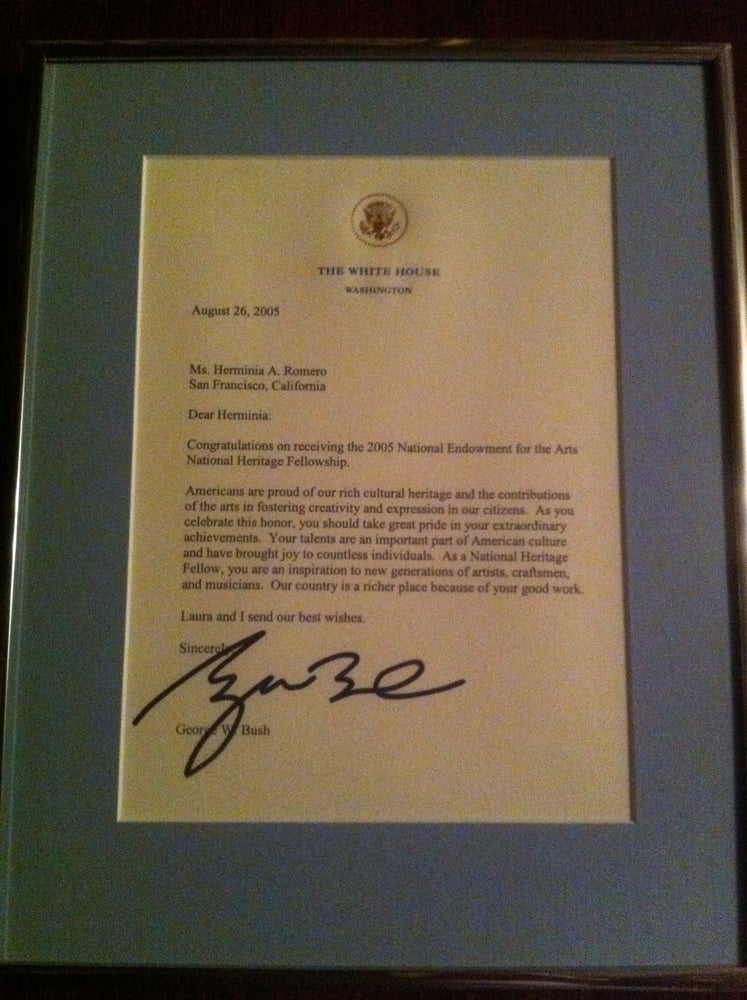 THE WHITE HOUSE
WASHINGTON
August 26, 2005
Ms. Herminia A. Romero
San Francisco, California
Dear Herminia:
Congratulations on receiving the 2005 National Endowment for the Arts
National Heritage Fellowship.
Americans are proud of our rich cultural heritage and the contributions
of the arts in fostering creativity and expression in our citizens. As you
celebrate this honor, you should take great pride in your extraordinary
achievements. Your talents are an important part of American culture
and have brought joy to countless individuals. As a National Heritage
Fellow, you are an inspiration to new generations of artists, craftsmen,
and musicians. Our country is a richer place because of your good work.
Laura and I send our best wishes.
Sincerely,
George W. Bush